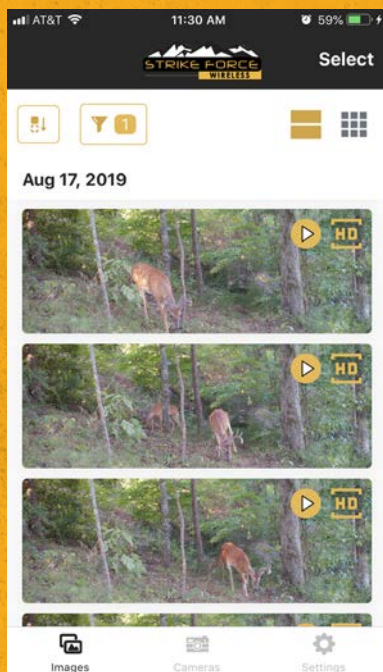 AT&T 11:30 AM 59%
STRIKE FORCE
WIRELESS
Select
1
Aug 17, 2019
HD
HD
HD
HD
Images Cameras Settings